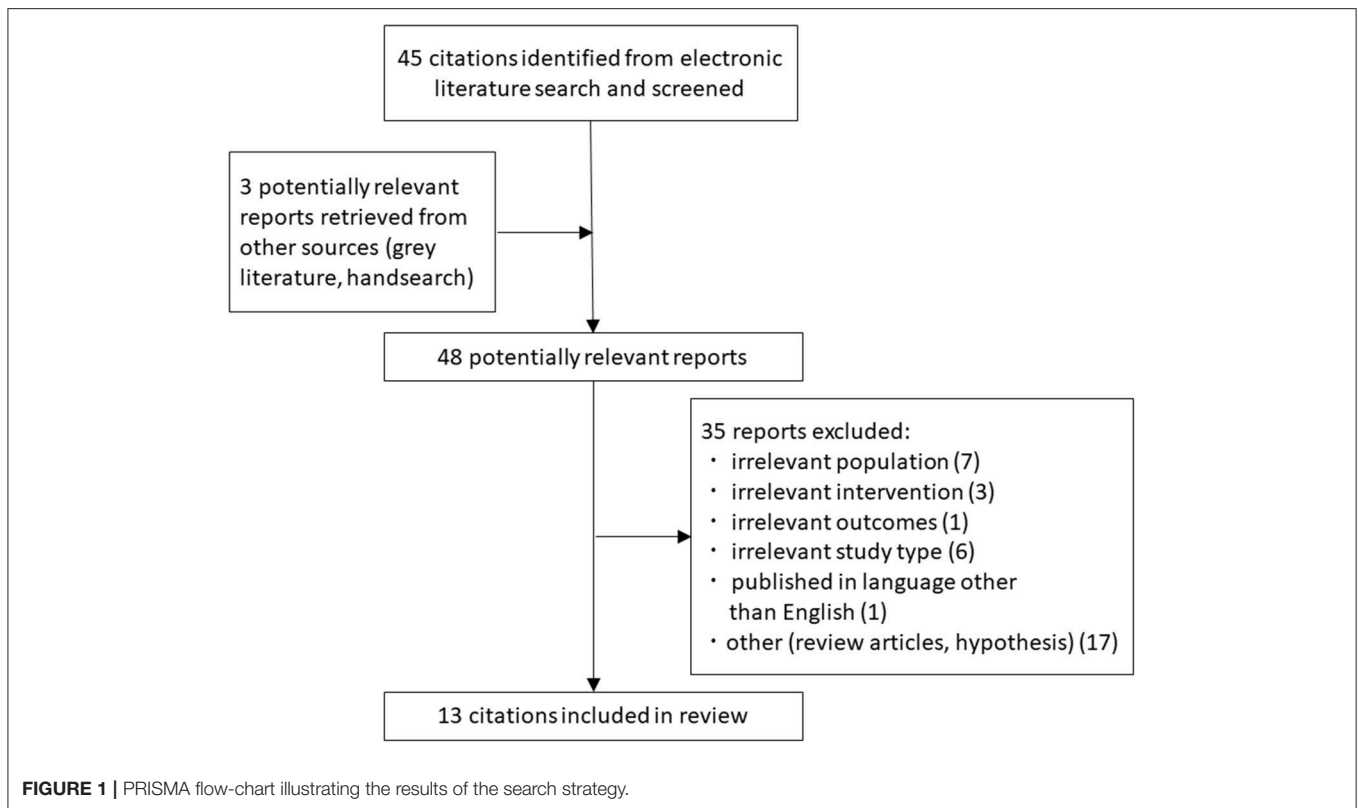 45 citations identified from electronic
literature search and screened
3 potentially relevant
reports retrieved from
other sources (grey
literature, handsearch)
48 potentially relevant reports
35 reports excluded:
· irrelevant population (7)
· irrelevant intervention (3)
· irrelevant outcomes (1)
· irrelevant study type (6)
· published in language other
than English (1)
· other (review articles, hypothesis) (17)
13 citations included in review
FIGURE 1 | PRISMA flow-chart illustrating the results of the search strategy.